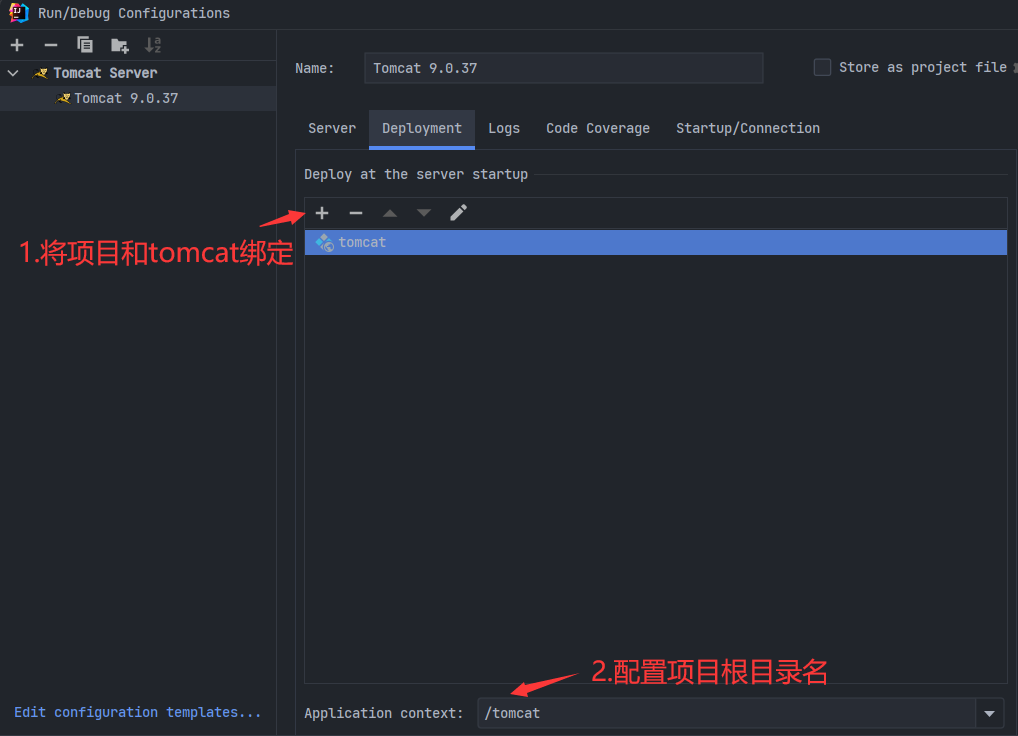 Run/Debug Configurations
Tomcat Server
Tomcat 9.0.37
Name:
Tomcat 9.0.37
Store as project file
Server
Deployment
Logs
Code Coverage
Startup/Connection
Deploy at the server startup
tomcat
1.将项目和tomcat绑定
2.配置项目根目录名
Edit configuration templates...
Application context:
/tomcat